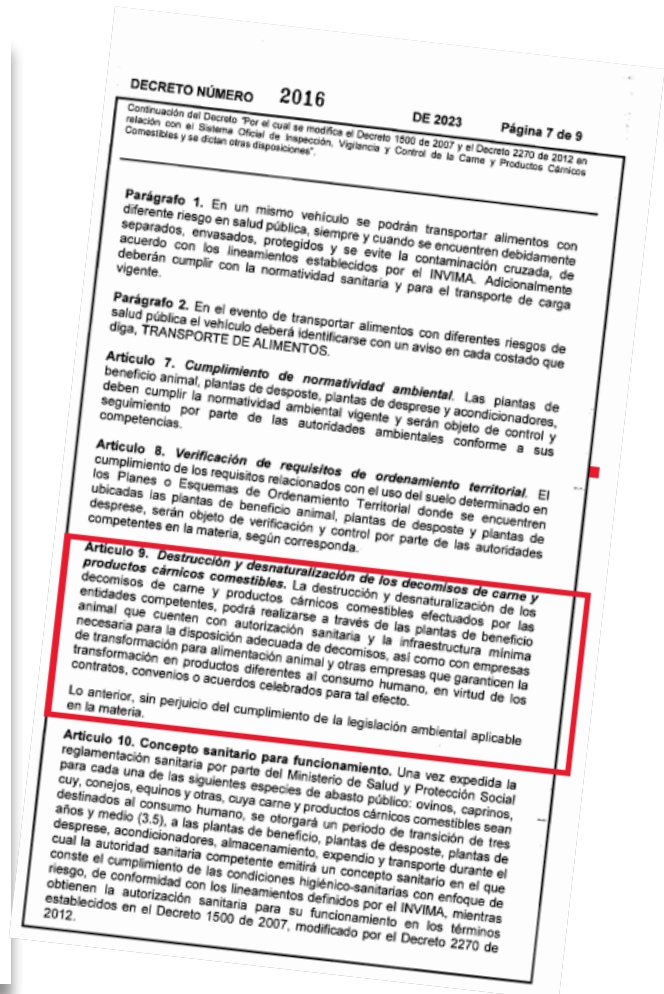 DECRETO NÚMERO 2016 DE 2023 Página 7 de 9
Continuación del Decreto "Por el cual se modifica el Decreto 1500 de 2007 y el Decreto 2270 de 2012 en
relación con el Sistema Oficial de Inspección, Vigilancia y Control de la Carne y Productos Cárnicos
Comestibles y se dictan otras disposiciones".
Parágrafo 1. En un mismo vehículo se podrán transportar alimentos con
diferente riesgo en salud pública, siempre y cuando se encuentren debidamente
separados, envasados, protegidos y se evite la contaminación cruzada, de
acuerdo con los lineamientos establecidos por el INVIMA. Adicionalmente
deberán cumplir con la normatividad sanitaria y para el transporte de carga
vigente.
Parágrafo 2. En el evento de transportar alimentos con diferentes riesgos de
salud pública el vehículo deberá identificarse con un aviso en cada costado que
diga, TRANSPORTE DE ALIMENTOS.
Artículo 7. Cumplimiento de normatividad ambiental. Las plantas de
beneficio animal, plantas de desposte, plantas de desprese y acondicionadores,
deben cumplir la normatividad ambiental vigente y serán objeto de control y
seguimiento por parte de las autoridades ambientales conforme a sus
competencias.
Artículo 8. Verificación de requisitos de ordenamiento territorial. El
cumplimiento de los requisitos relacionados con el uso del suelo determinado en
los Planes o Esquemas de Ordenamiento Territorial donde se encuentren
ubicadas las plantas de beneficio animal, plantas de desposte y plantas de
desprese, serán objeto de verificación y control por parte de las autoridades
competentes en la materia, según corresponda.
Artículo 9. Destrucción y desnaturalización de los decomisos de carne y
productos cárnicos comestibles. La destrucción y desnaturalización de los
decomisos de carne y productos cárnicos comestibles efectuados por las
entidades competentes, podrá realizarse a través de las plantas de beneficio
animal que cuenten con autorización sanitaria y la infraestructura mínima
necesaria para la disposición adecuada de decomisos, así como con empresas
de transformación para alimentación animal y otras empresas que garanticen la
transformación en productos diferentes al consumo humano, en virtud de los
contratos, convenios o acuerdos celebrados para tal efecto.
Lo anterior, sin perjuicio del cumplimiento de la legislación ambiental aplicable
en la materia.
Artículo 10. Concepto sanitario para funcionamiento. Una vez expedida la
reglamentación sanitaria por parte del Ministerio de Salud y Protección Social
para cada una de las siguientes especies de abasto público: ovinos, caprinos,
cuy, conejos, equinos y otras, cuya carne y productos cárnicos comestibles sean
destinados al consumo humano, se otorgará un periodo de transición de tres
años y medio (3.5), a las plantas de beneficio, plantas de desposte, plantas de
desprese, acondicionadores, almacenamiento, expendio y transporte durante el
cual la autoridad sanitaria competente emitirá un concepto sanitario en el que
conste el cumplimiento de las condiciones higiénico-sanitarias con enfoque de
riesgo, de conformidad con los lineamientos definidos por el INVIMA, mientras
obtienen la autorización sanitaria para su funcionamiento en los términos
establecidos en el Decreto 1500 de 2007, modificado por el Decreto 2270 de
2012.